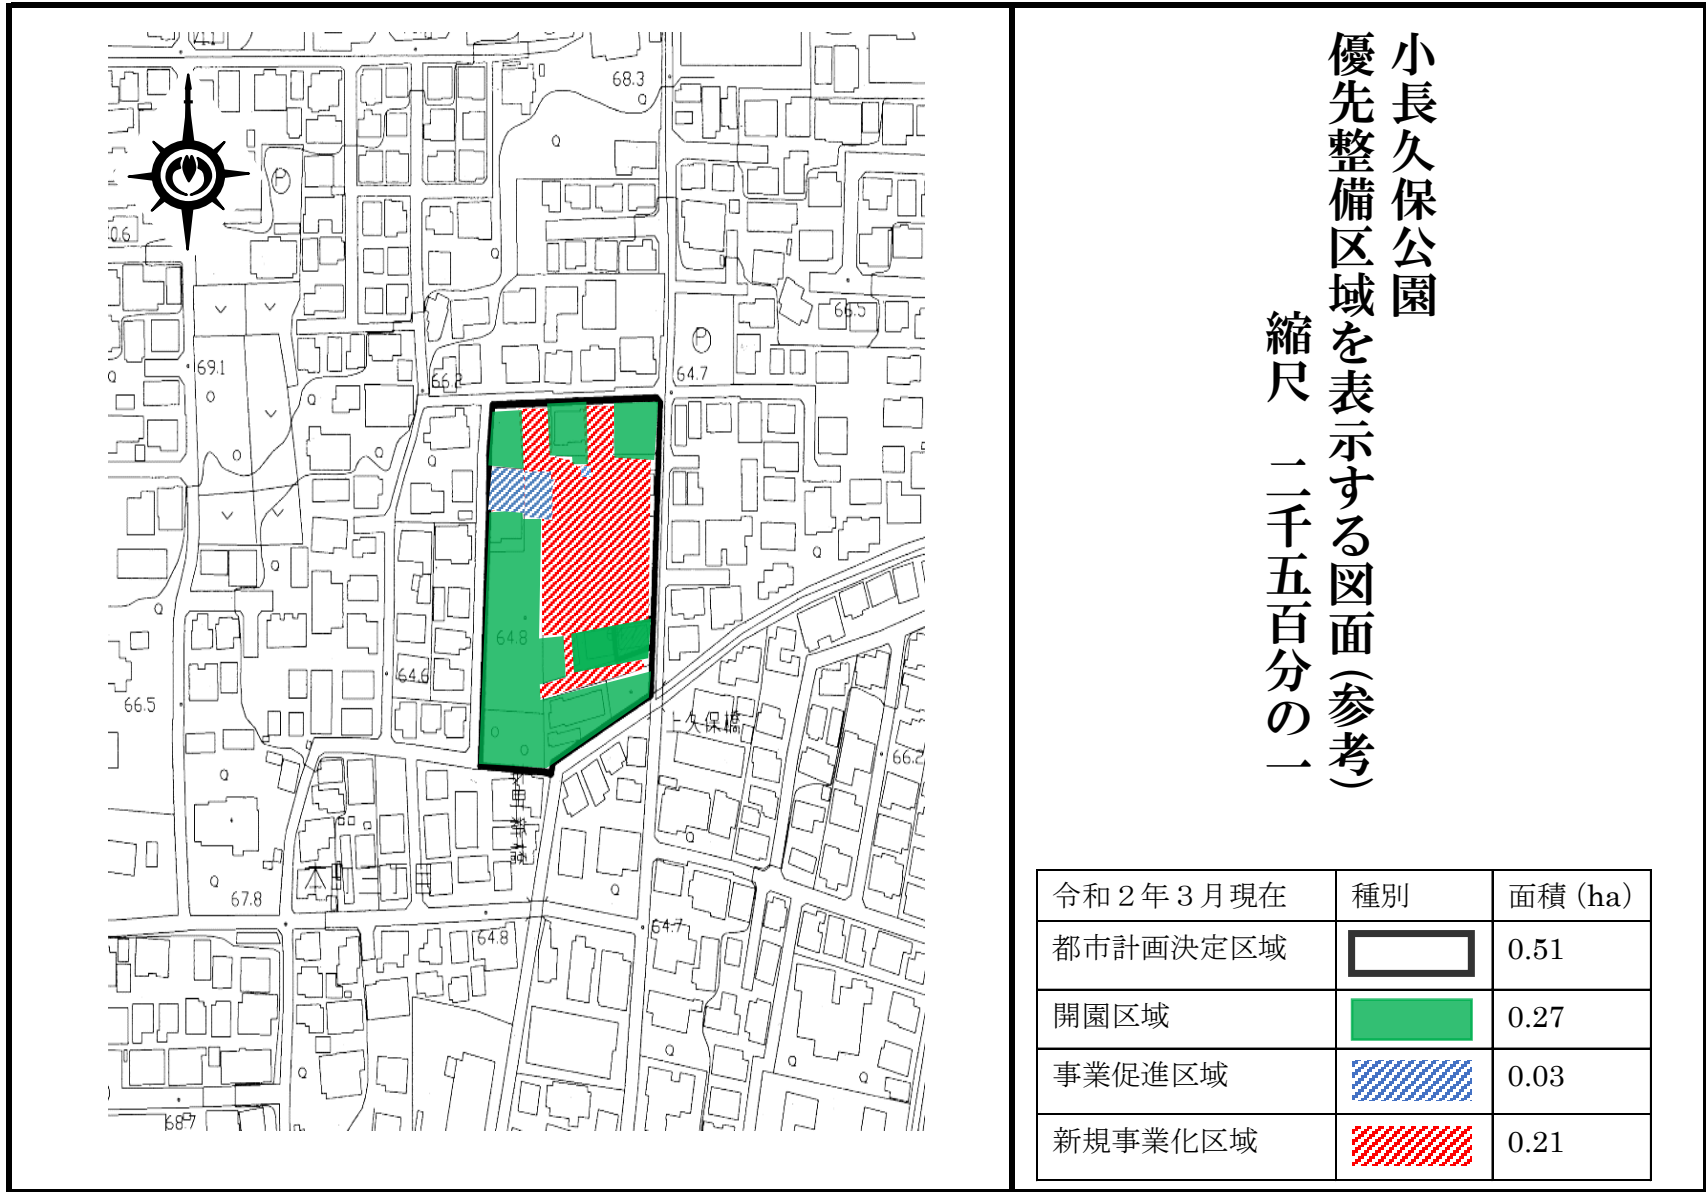 小長久保公園
優先整備区域を表示する図面(参考)
縮尺 二千五百分の一
令和2年3月現在 種別 面積(ha)
都市計画決定区域 0.51
開園区域 0.27
事業促進区域 0.03
新規事業化区域 0.21
68.3
69.1
66.5
64.7
64.8
64.6
66.5
上久保橋
66.2
67.8
64.8
64.7
68.7